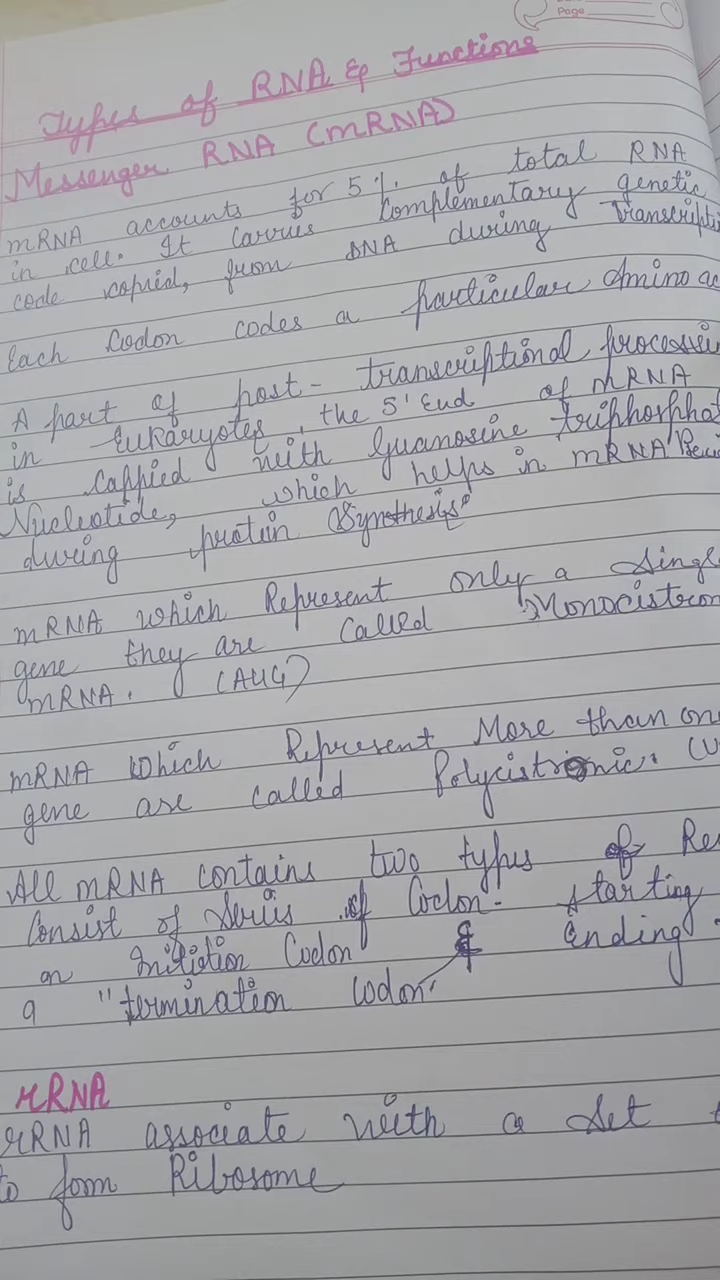 Page
Types of RNA & Functions
Messenger RNA (mRNA)
mRNA accounts for 5% of total RNA
in cell. It carries complementary genetic
code copied, from DNA during transcripti
Each Codon codes a particular Amino ac
A part of post-transcriptional processin
in Eukaryotes, the 5' End of mRNA
is cappied with Guanosine triphosphat
Nucleotide, which helps in mRNA
during protein Synthesis
mRNA which Represent only a Singl
gene they are called Monocistron
mRNA. (AUG)
mRNA which Represent More than on
gene are called Polycistronic. (U
All mRNA contains two types of Re
Consist of Series of Codon- starting
on Initiation Codon & Ending
a "termination codon.
rRNA
rRNA associate with a set
to form Ribosome